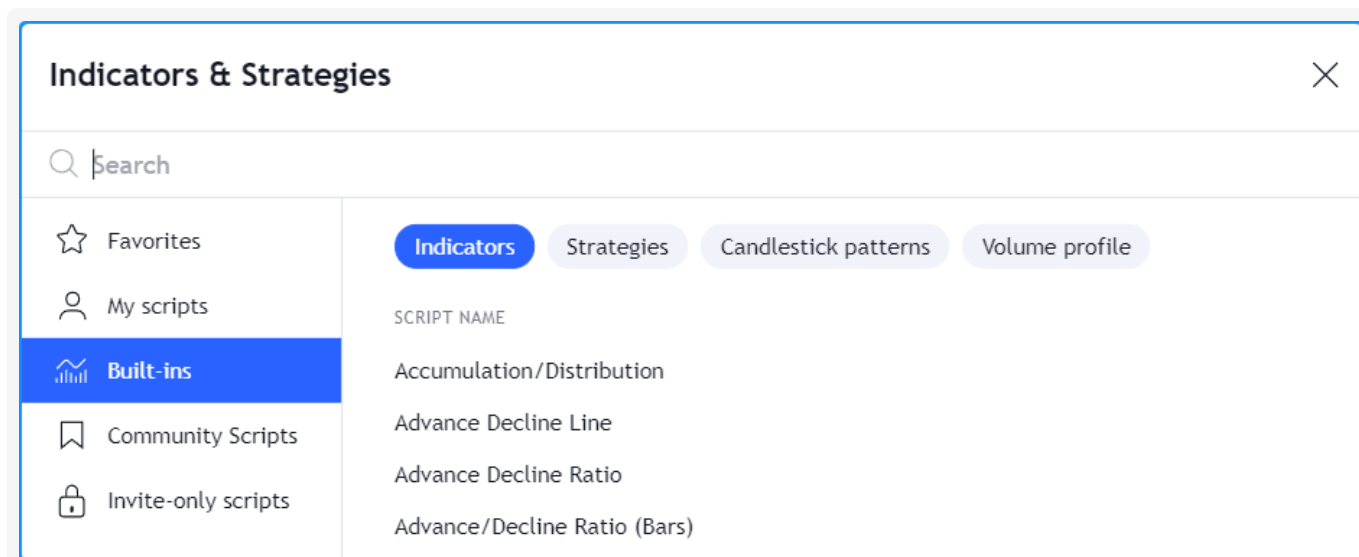 Indicators & Strategies
Search
Favorites
My scripts
Built-ins
Community Scripts
Invite-only scripts
Indicators Strategies Candlestick patterns Volume profile
SCRIPT NAME
Accumulation/Distribution
Advance Decline Line
Advance Decline Ratio
Advance/Decline Ratio (Bars)